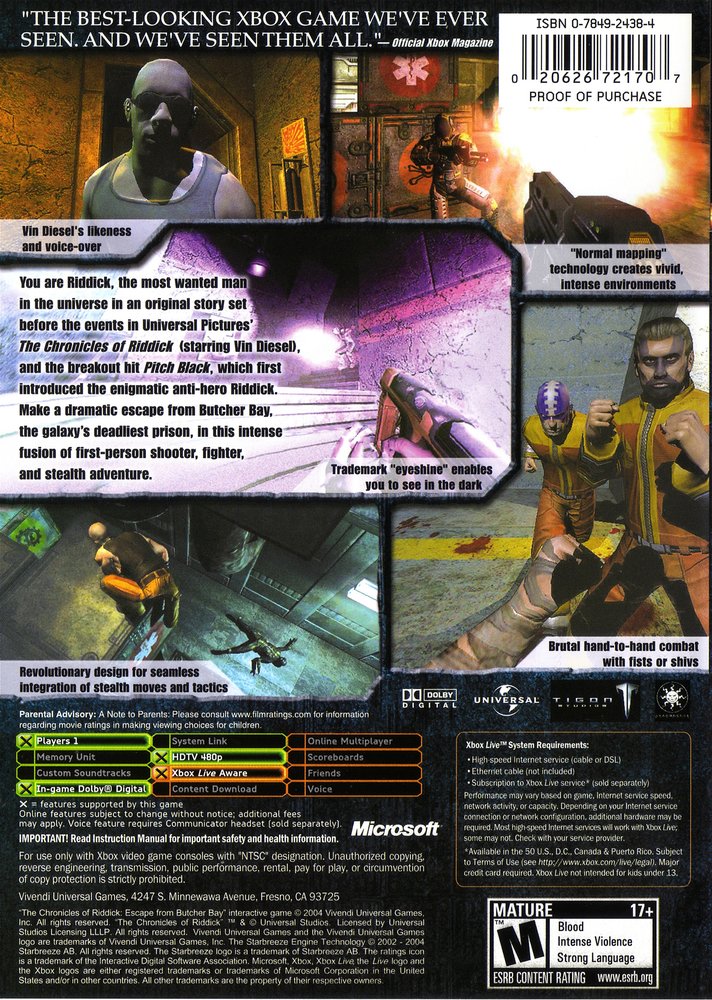 "THE BEST-LOOKING XBOX GAME WE'VE EVER
SEEN. AND WE'VE SEEN THEM ALL."— Official Xbox Magazine
ISBN 0-7849-2438-4
0 20626 72170 7
PROOF OF PURCHASE
Vin Diesel's likeness
and voice-over
"Normal mapping"
technology creates vivid,
intense environments
You are Riddick, the most wanted man
in the universe in an original story set
before the events in Universal Pictures'
The Chronicles of Riddick (starring Vin Diesel),
and the breakout hit Pitch Black, which first
introduced the enigmatic anti-hero Riddick.
Make a dramatic escape from Butcher Bay,
the galaxy's deadliest prison, in this intense
fusion of first-person shooter, fighter,
and stealth adventure.
Trademark "eyeshine" enables
you to see in the dark
Brutal hand-to-hand combat
with fists or shivs
Revolutionary design for seamless
integration of stealth moves and tactics
DOLBY
DIGITAL
UNIVERSAL
TIGON
STUDIOS
STARBREEZE
Parental Advisory: A Note to Parents: Please consult www.filmratings.com for information
regarding movie ratings in making viewing choices for children.
Players 1
System Link
Online Multiplayer
Memory Unit
HDTV 480p
Scoreboards
Custom Soundtracks
Xbox Live Aware
Friends
In-game Dolby® Digital
Content Download
Voice
X = features supported by this game
Online features subject to change without notice; additional fees
may apply. Voice feature requires Communicator headset (sold separately).
Microsoft
IMPORTANT! Read Instruction Manual for important safety and health information.
For use only with Xbox video game consoles with "NTSC" designation. Unauthorized copying,
reverse engineering, transmission, public performance, rental, pay for play, or circumvention
of copy protection is strictly prohibited.
Vivendi Universal Games, 4247 S. Minnewawa Avenue, Fresno, CA 93725
"The Chronicles of Riddick: Escape from Butcher Bay" interactive game © 2004 Vivendi Universal Games,
Inc. All rights reserved. "The Chronicles of Riddick" ™ & © Universal Studios. Licensed by Universal
Studios Licensing LLLP. All rights reserved. Vivendi Universal Games and the Vivendi Universal Games
logo are trademarks of Vivendi Universal Games, Inc. The Starbreeze Engine Technology © 2002 - 2004
Starbreeze AB. All rights reserved. The Starbreeze logo is a trademark of Starbreeze AB. The ratings icon
is a trademark of the Interactive Digital Software Association. Microsoft, Xbox, Xbox Live, the Live logo and
the Xbox logos are either registered trademarks or trademarks of Microsoft Corporation in the United
States and/or in other countries. All other trademarks are the property of their respective owners.
Xbox Live™ System Requirements:
• High-speed Internet service (cable or DSL)
• Ethernet cable (not included)
• Subscription to Xbox Live service* (sold separately)
Performance may vary based on game, Internet service speed,
network activity, or capacity. Depending on your Internet service
connection or network configuration, additional hardware may be
required. Most high-speed Internet services will work with Xbox Live;
some may not. Check with your service provider.
*Available in the 50 U.S., D.C., Canada & Puerto Rico. Subject
to Terms of Use (see http://www.xbox.com/live/legal). Major
credit card required. Xbox Live not intended for kids under 13.
MATURE 17+
M
Blood
Intense Violence
Strong Language
ESRB CONTENT RATING www.esrb.org